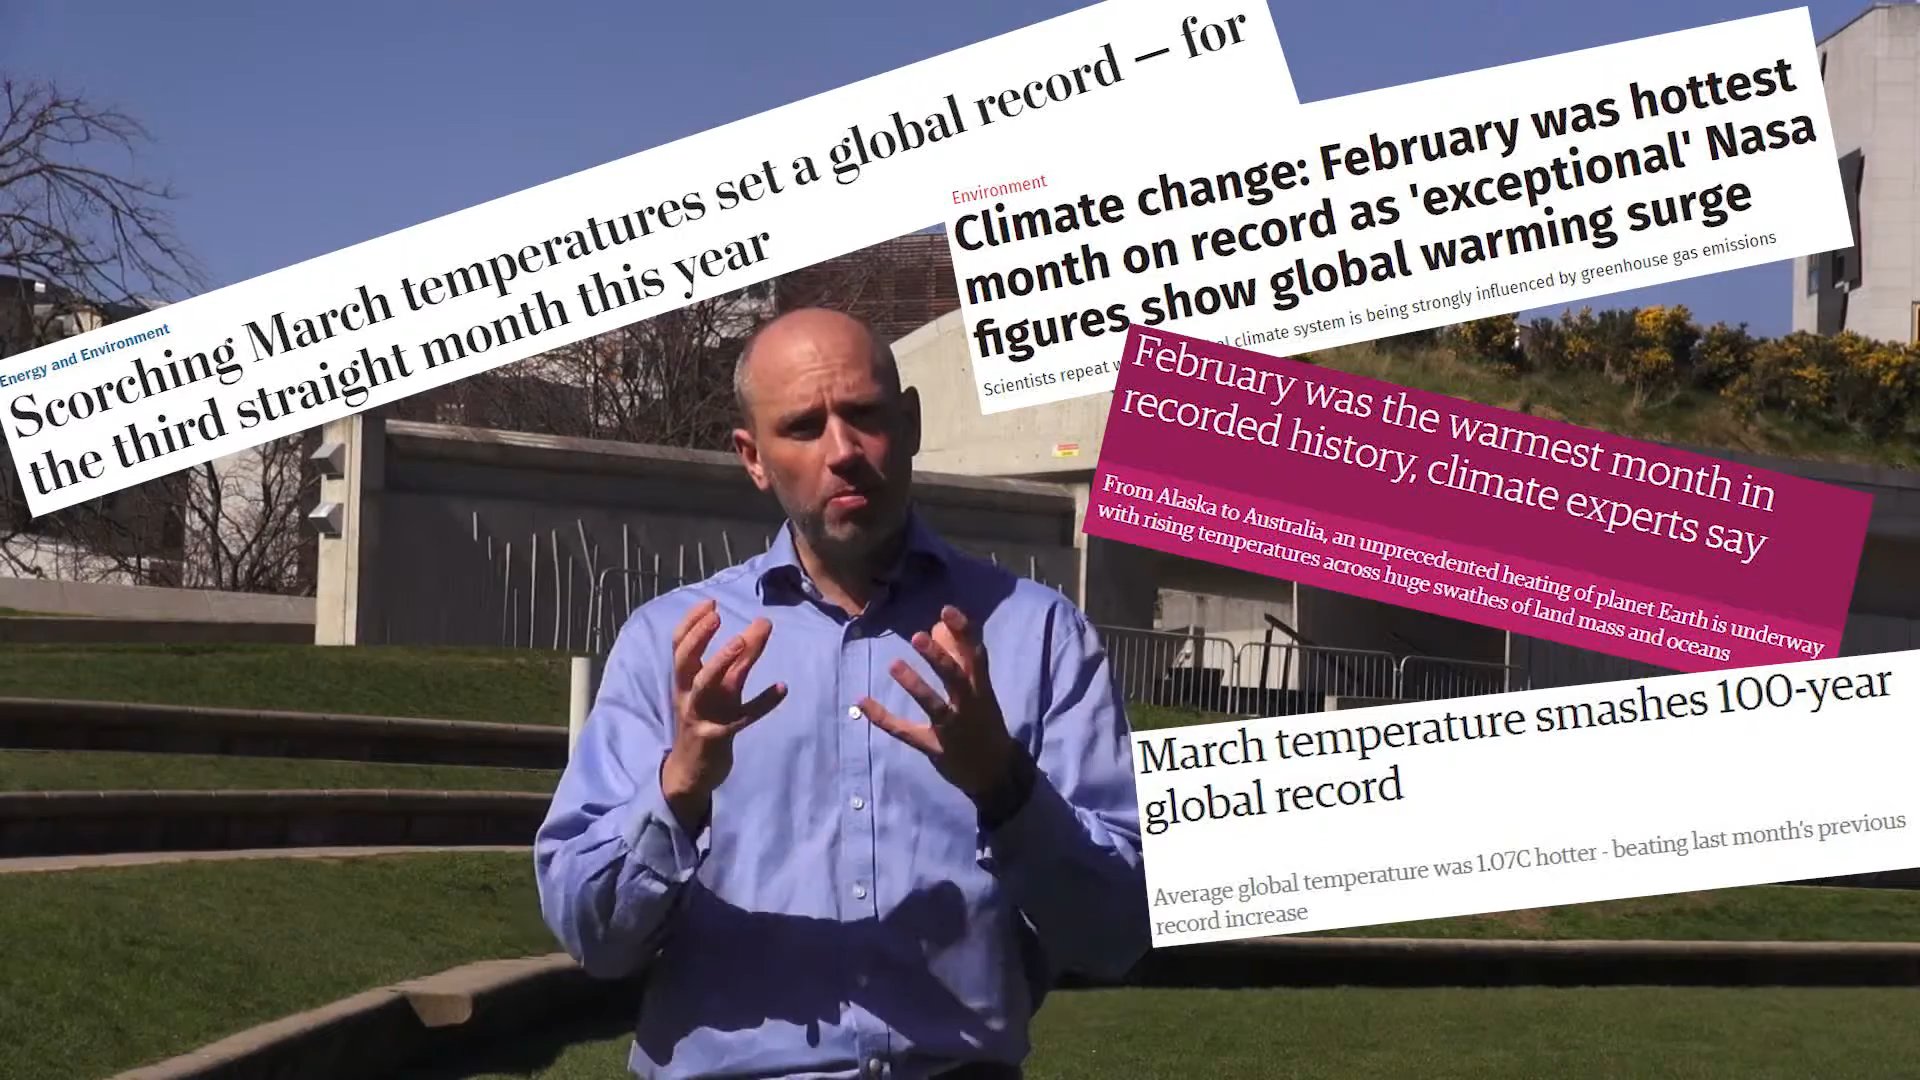 Energy and Environment
Scorching March temperatures set a global record — for
the third straight month this year
Environment
Climate change: February was hottest
month on record as 'exceptional' Nasa
figures show global warming surge
Scientists repeat climate system is being strongly influenced by greenhouse gas emissions
February was the warmest month in
recorded history, climate experts say
From Alaska to Australia, an unprecedented heating of planet Earth is underway
with rising temperatures across huge swathes of land mass and oceans
March temperature smashes 100-year
global record
Average global temperature was 1.07C hotter - beating last month's previous
record increase